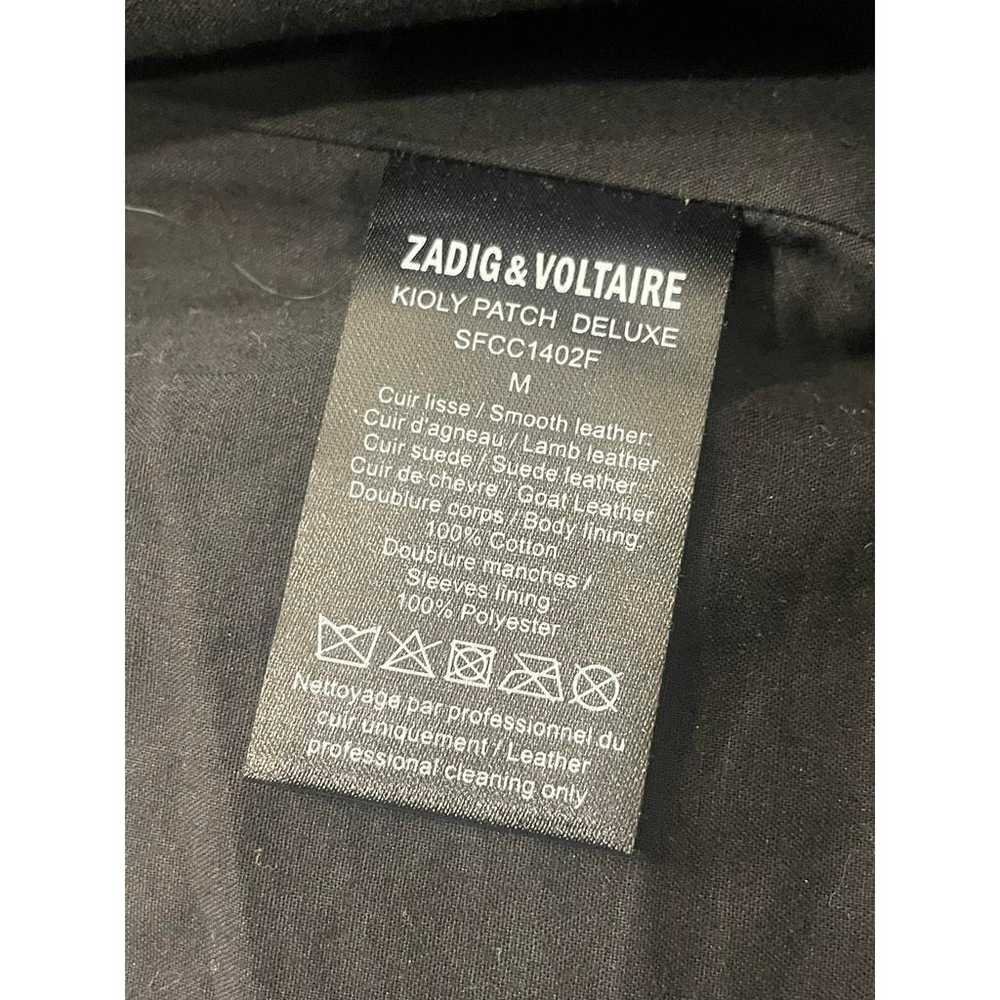 ZADIG & VOLTAIRE
KIOLY PATCH DELUXE
SFCC1402F
M
Cuir lisse / Smooth leather:
Cuir d'agneau / Lamb leather
Cuir suede / Suede leather
Cuir de chevre / Goat Leather
Doublure corps / Body lining:
100% Cotton
Doublure manches /
Sleeves lining
100% Polyester
Nettoyage par professionnel du
cuir uniquement / Leather
professional cleaning only